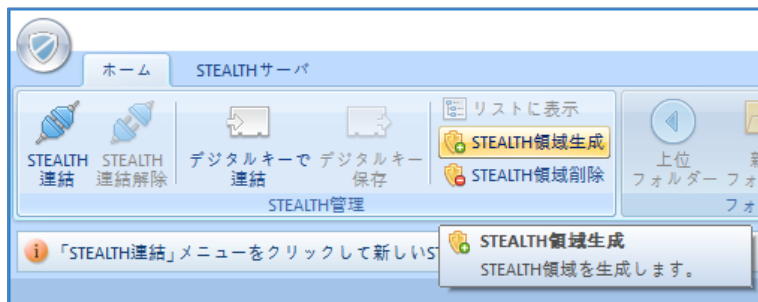 ホーム
STEALTHサーバ
STEALTH
連結
STEALTH
連結解除
デジタルキーで
連結
デジタルキー
保存
リストに表示
STEALTH領域生成
STEALTH領域削除
STEALTH管理
上位
フォルダー
フォ
フォ
「STEALTH連結」メニューをクリックして新しいS
STEALTH領域生成
STEALTH領域を生成します。